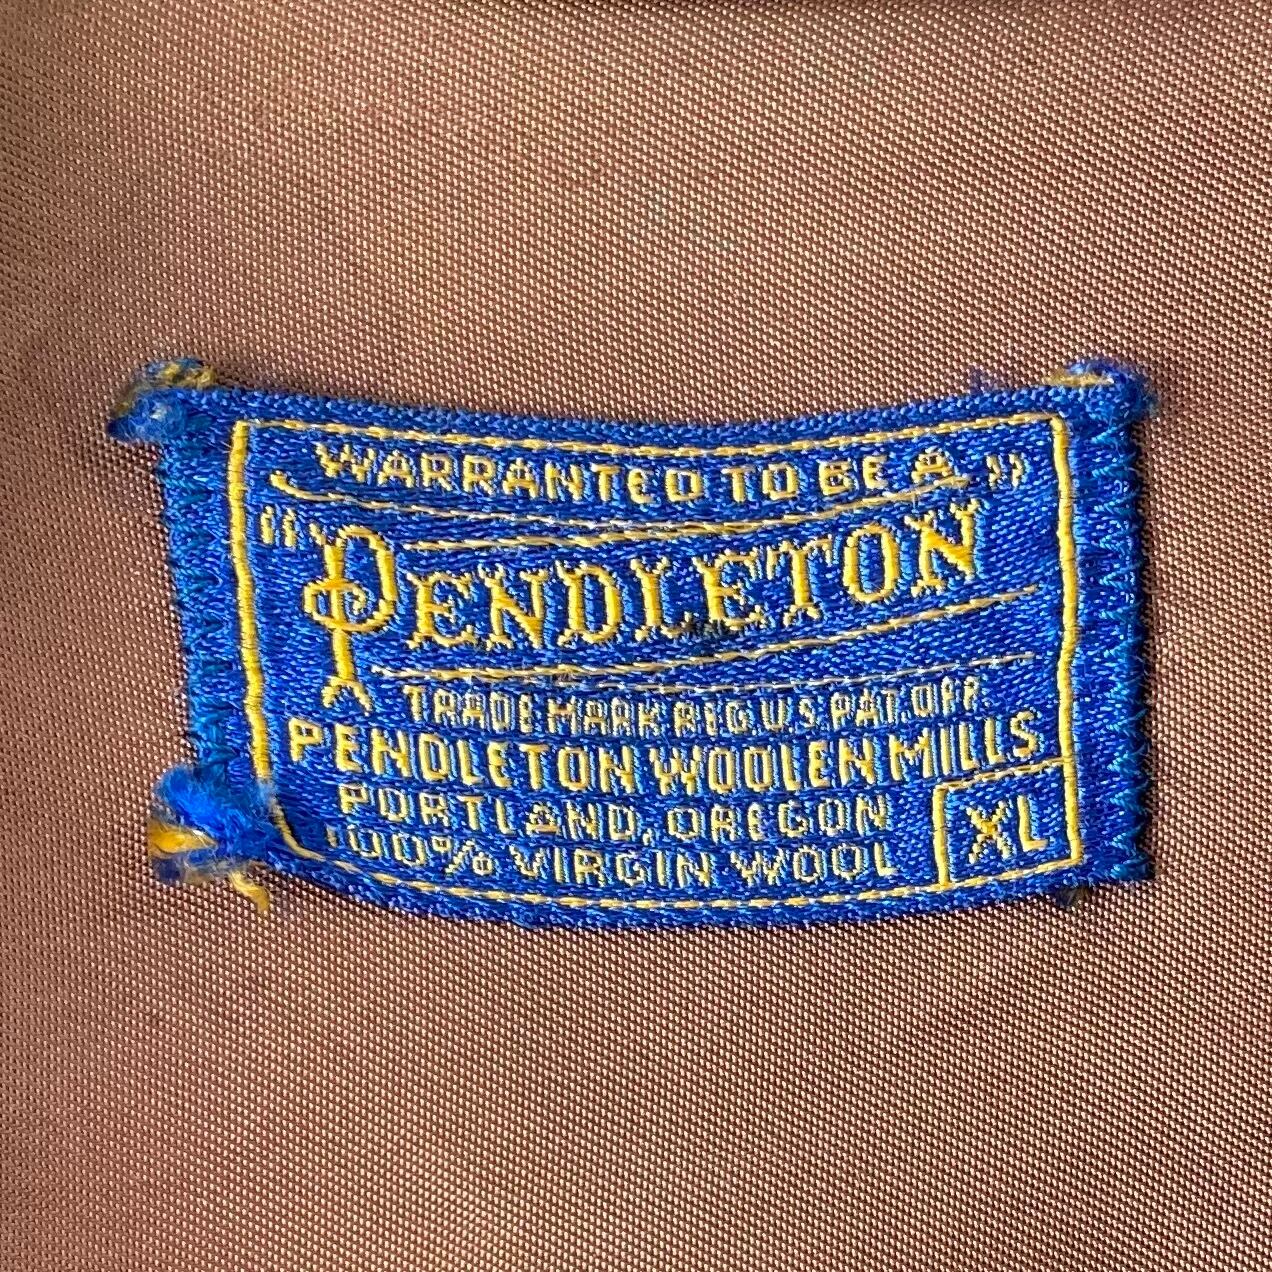 WARRANTED TO BE A
"PENDLETON"
TRADE MARK REG. U.S. PAT. OFF.
PENDLETON WOOLEN MILLS
PORTLAND, OREGON
100% VIRGIN WOOL
XL